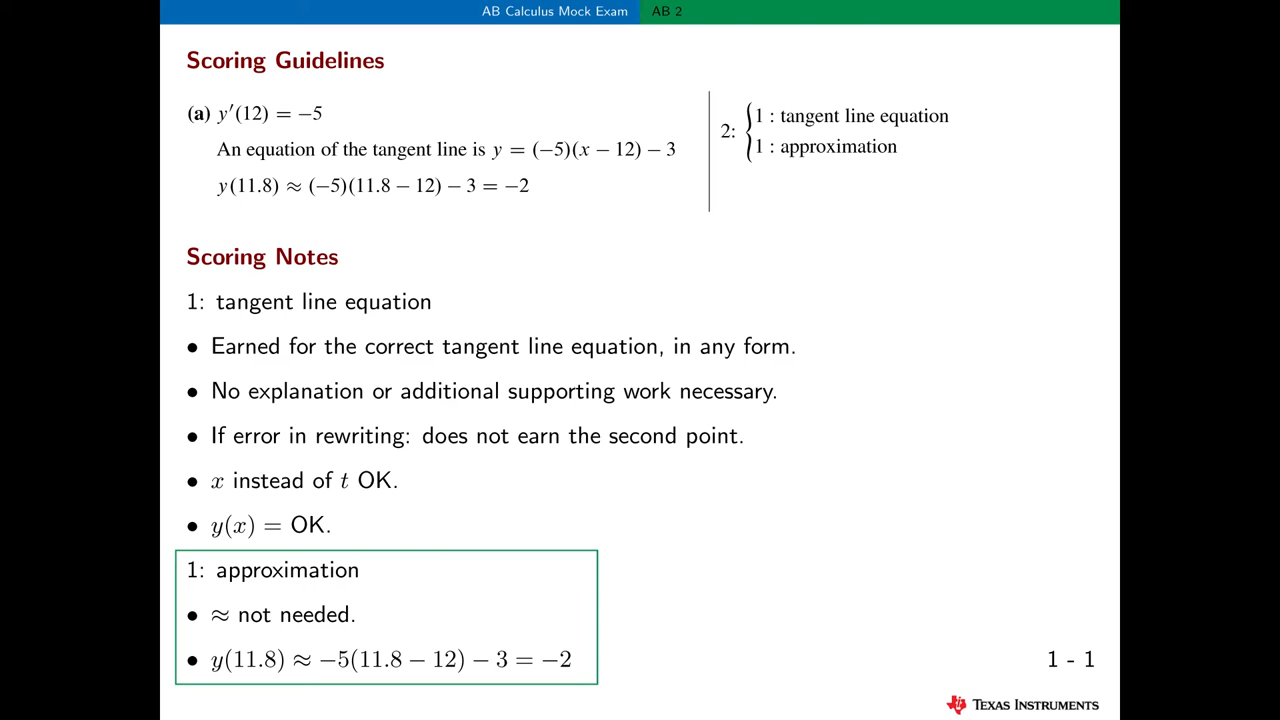 AB Calculus Mock Exam AB 2
Scoring Guidelines
(a) y′(12) = −5
An equation of the tangent line is y = (−5)(x − 12) − 3
y(11.8) ≈ (−5)(11.8 − 12) − 3 = −2
2: { 1 : tangent line equation
1 : approximation
Scoring Notes
1: tangent line equation
• Earned for the correct tangent line equation, in any form.
• No explanation or additional supporting work necessary.
• If error in rewriting: does not earn the second point.
• x instead of t OK.
• y(x) = OK.
1: approximation
• ≈ not needed.
• y(11.8) ≈ −5(11.8 − 12) − 3 = −2
1 - 1
TEXAS INSTRUMENTS